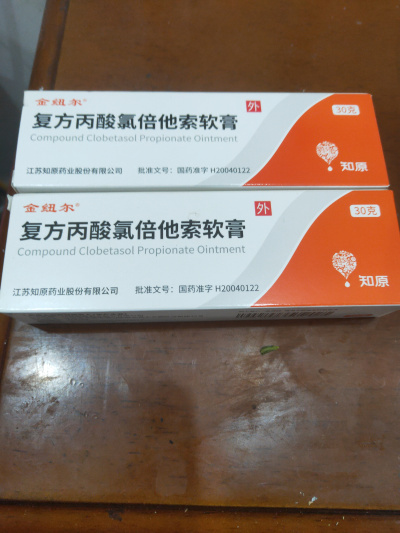 金纽尔®
外
30克
复方丙酸氯倍他索软膏
Compound Clobetasol Propionate Ointment
知原
江苏知原药业股份有限公司 批准文号：国药准字 H20040122
金纽尔®
外
30克
复方丙酸氯倍他索软膏
Compound Clobetasol Propionate Ointment
知原
江苏知原药业股份有限公司 批准文号：国药准字 H20040122